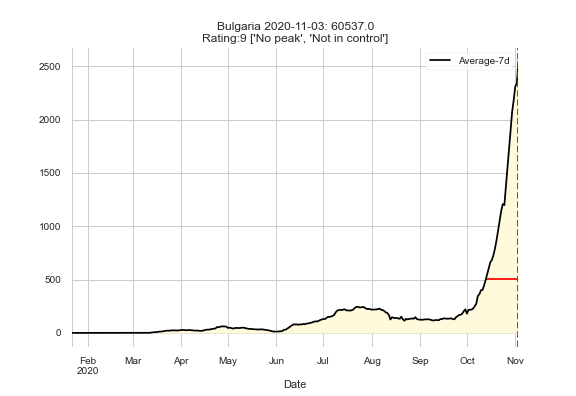 Bulgaria 2020-11-03: 60537.0
Rating:9 ['No peak', 'Not in control']
Average-7d
2500
2000
1500
1000
500
0
Feb Mar Apr May Jun Jul Aug Sep Oct Nov
2020
Date